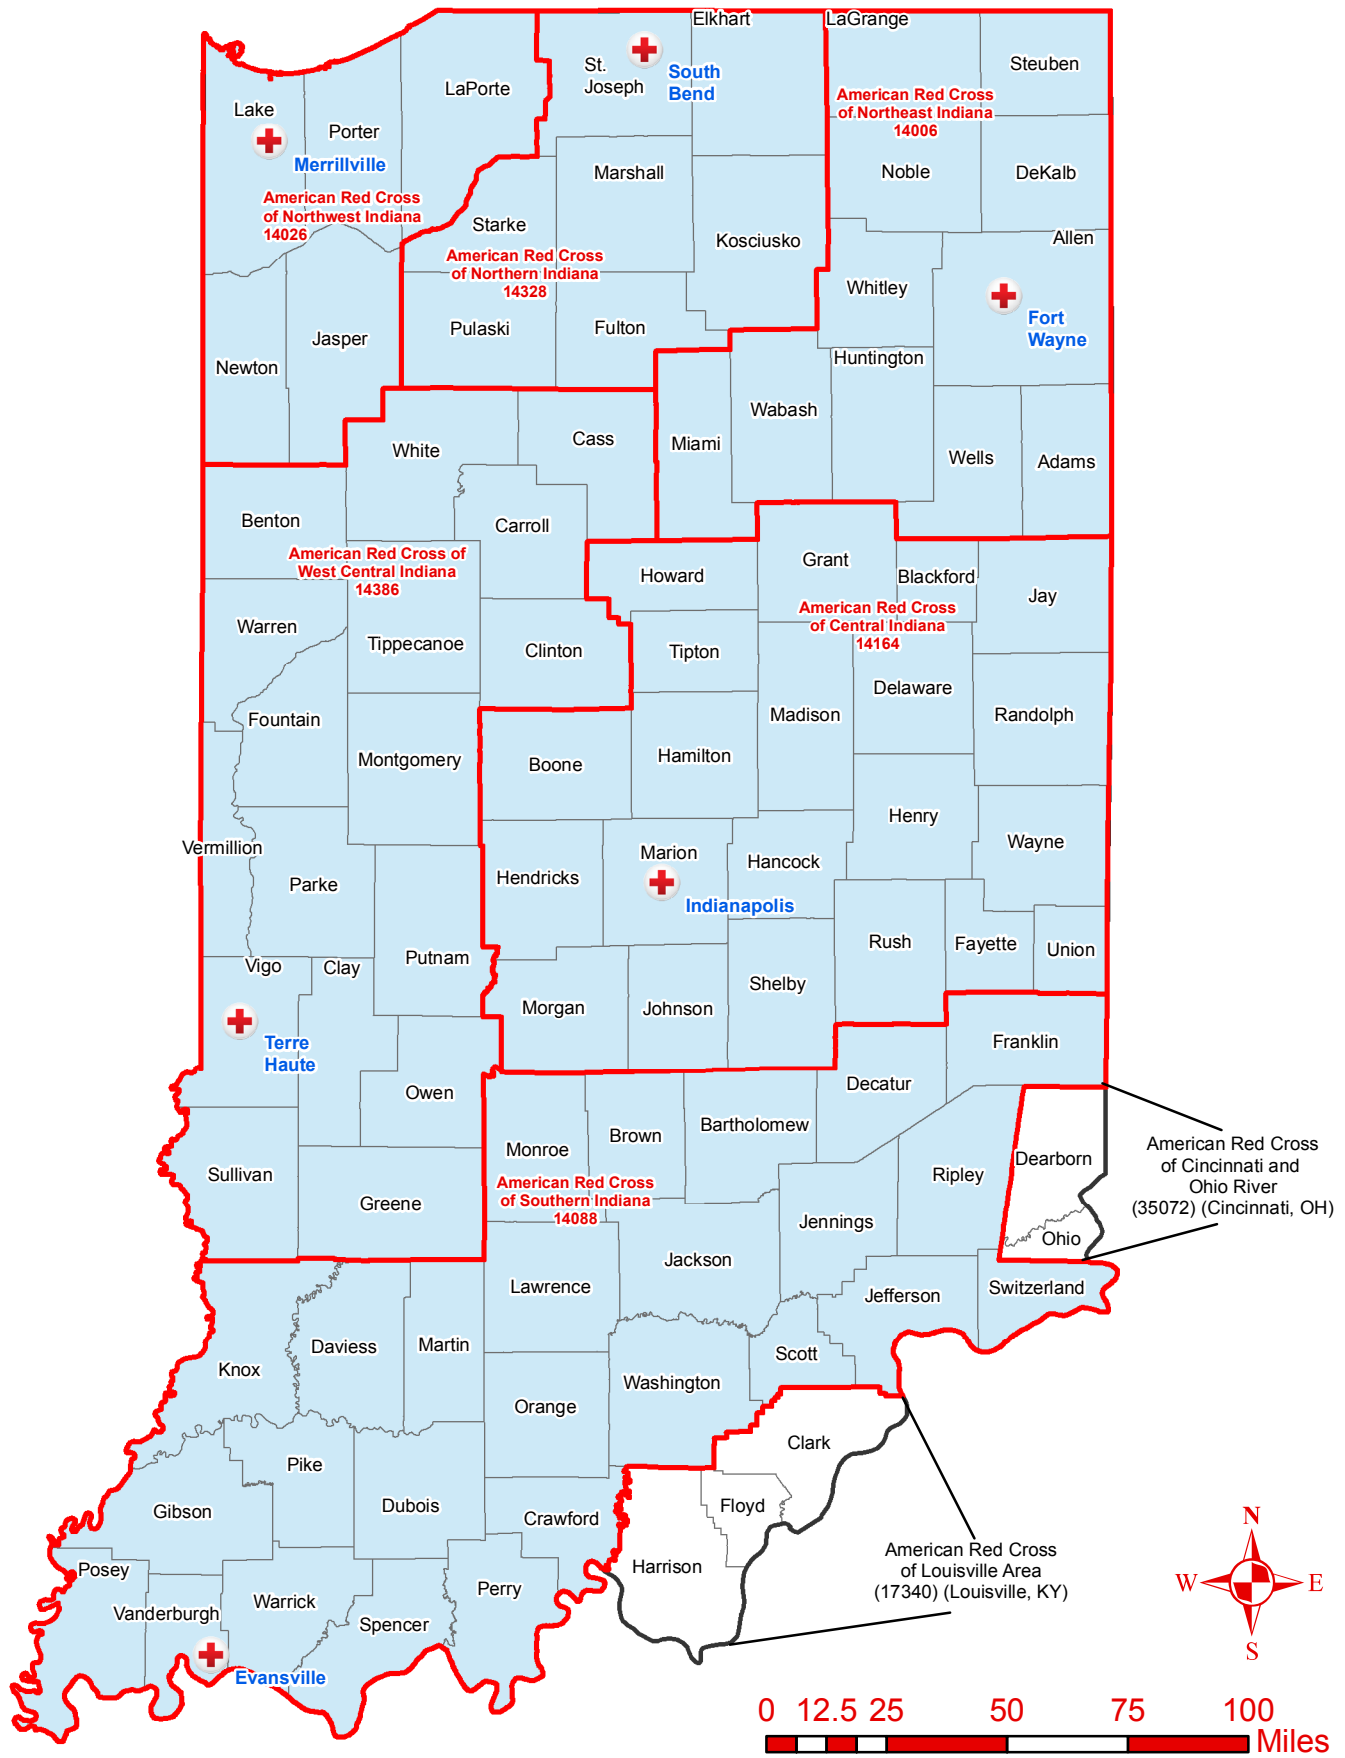 Elkhart
LaGrange
St.
Joseph
South
Bend
Steuben
LaPorte
American Red Cross
of Northeast Indiana
14006
Lake
Porter
Merrillville
Marshall
Noble
DeKalb
American Red Cross
of Northwest Indiana
14026
Starke
Kosciusko
Allen
American Red Cross
of Northern Indiana
14328
Whitley
Fort
Wayne
Pulaski
Fulton
Jasper
Newton
Huntington
Wabash
Miami
White
Cass
Wells
Adams
Benton
Carroll
American Red Cross of
West Central Indiana
14386
Howard
Grant
Blackford
Jay
American Red Cross
of Central Indiana
14164
Warren
Tippecanoe
Clinton
Tipton
Delaware
Madison
Randolph
Fountain
Montgomery
Boone
Hamilton
Henry
Wayne
Vermillion
Marion
Hancock
Hendricks
Parke
Indianapolis
Putnam
Rush
Fayette
Union
Vigo
Clay
Shelby
Morgan
Johnson
Terre
Haute
Franklin
Decatur
Owen
Bartholomew
Brown
Monroe
Dearborn
American Red Cross
of Cincinnati and
Ohio River
(35072) (Cincinnati, OH)
Sullivan
Greene
Ripley
American Red Cross
of Southern Indiana
14088
Jennings
Ohio
Jackson
Lawrence
Switzerland
Jefferson
Daviess
Martin
Scott
Knox
Washington
Orange
Clark
Pike
Floyd
Dubois
Gibson
Crawford
Harrison
American Red Cross
of Louisville Area
(17340) (Louisville, KY)
Posey
Perry
Warrick
Vanderburgh
Spencer
Evansville
N
W E
S
0 12.5 25 50 75 100
Miles